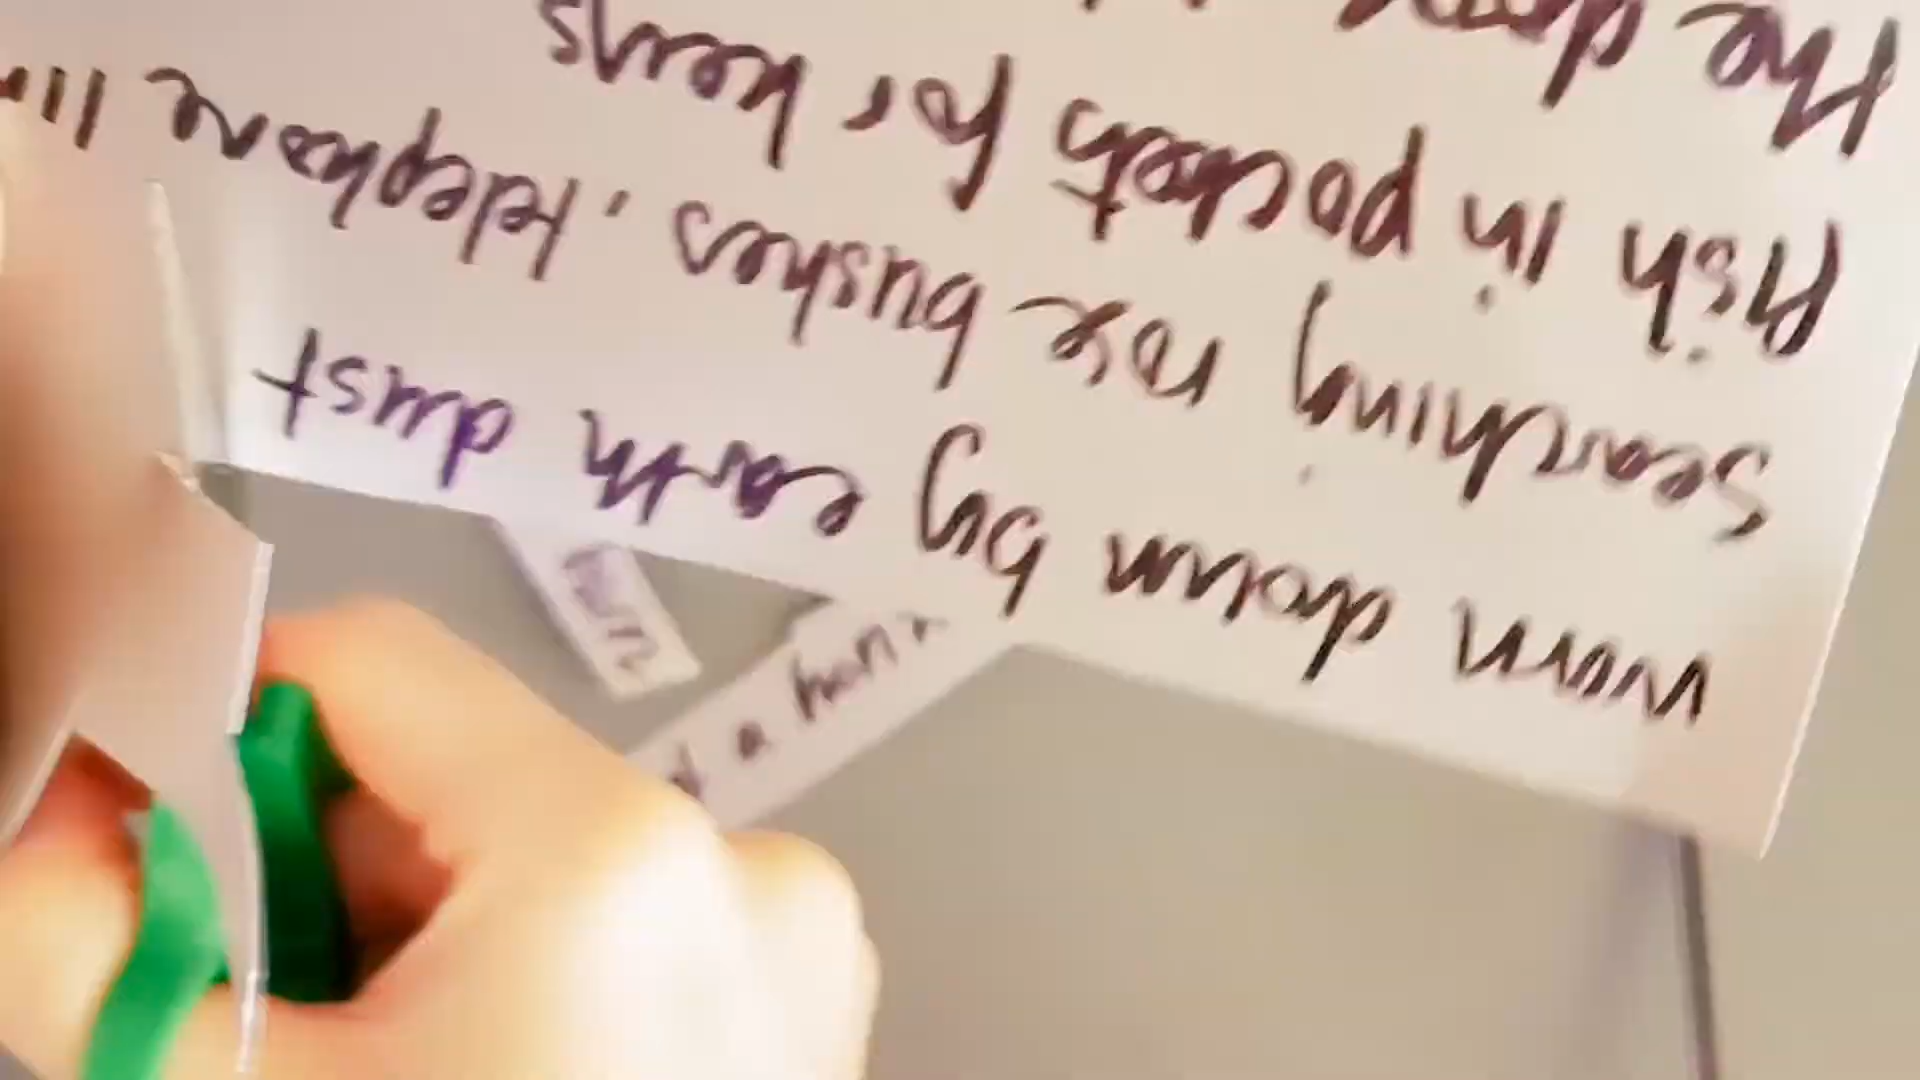 worn down by earth dust
searching rose bushes, telephone
fish in pockets for keys
the
a